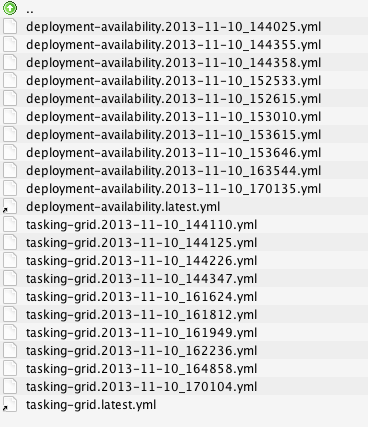 ..
deployment-availability.2013-11-10_144025.yml
deployment-availability.2013-11-10_144355.yml
deployment-availability.2013-11-10_144358.yml
deployment-availability.2013-11-10_152533.yml
deployment-availability.2013-11-10_152615.yml
deployment-availability.2013-11-10_153010.yml
deployment-availability.2013-11-10_153615.yml
deployment-availability.2013-11-10_153646.yml
deployment-availability.2013-11-10_163544.yml
deployment-availability.2013-11-10_170135.yml
deployment-availability.latest.yml
tasking-grid.2013-11-10_144110.yml
tasking-grid.2013-11-10_144125.yml
tasking-grid.2013-11-10_144226.yml
tasking-grid.2013-11-10_144347.yml
tasking-grid.2013-11-10_161624.yml
tasking-grid.2013-11-10_161812.yml
tasking-grid.2013-11-10_161949.yml
tasking-grid.2013-11-10_162236.yml
tasking-grid.2013-11-10_164858.yml
tasking-grid.2013-11-10_170104.yml
tasking-grid.latest.yml